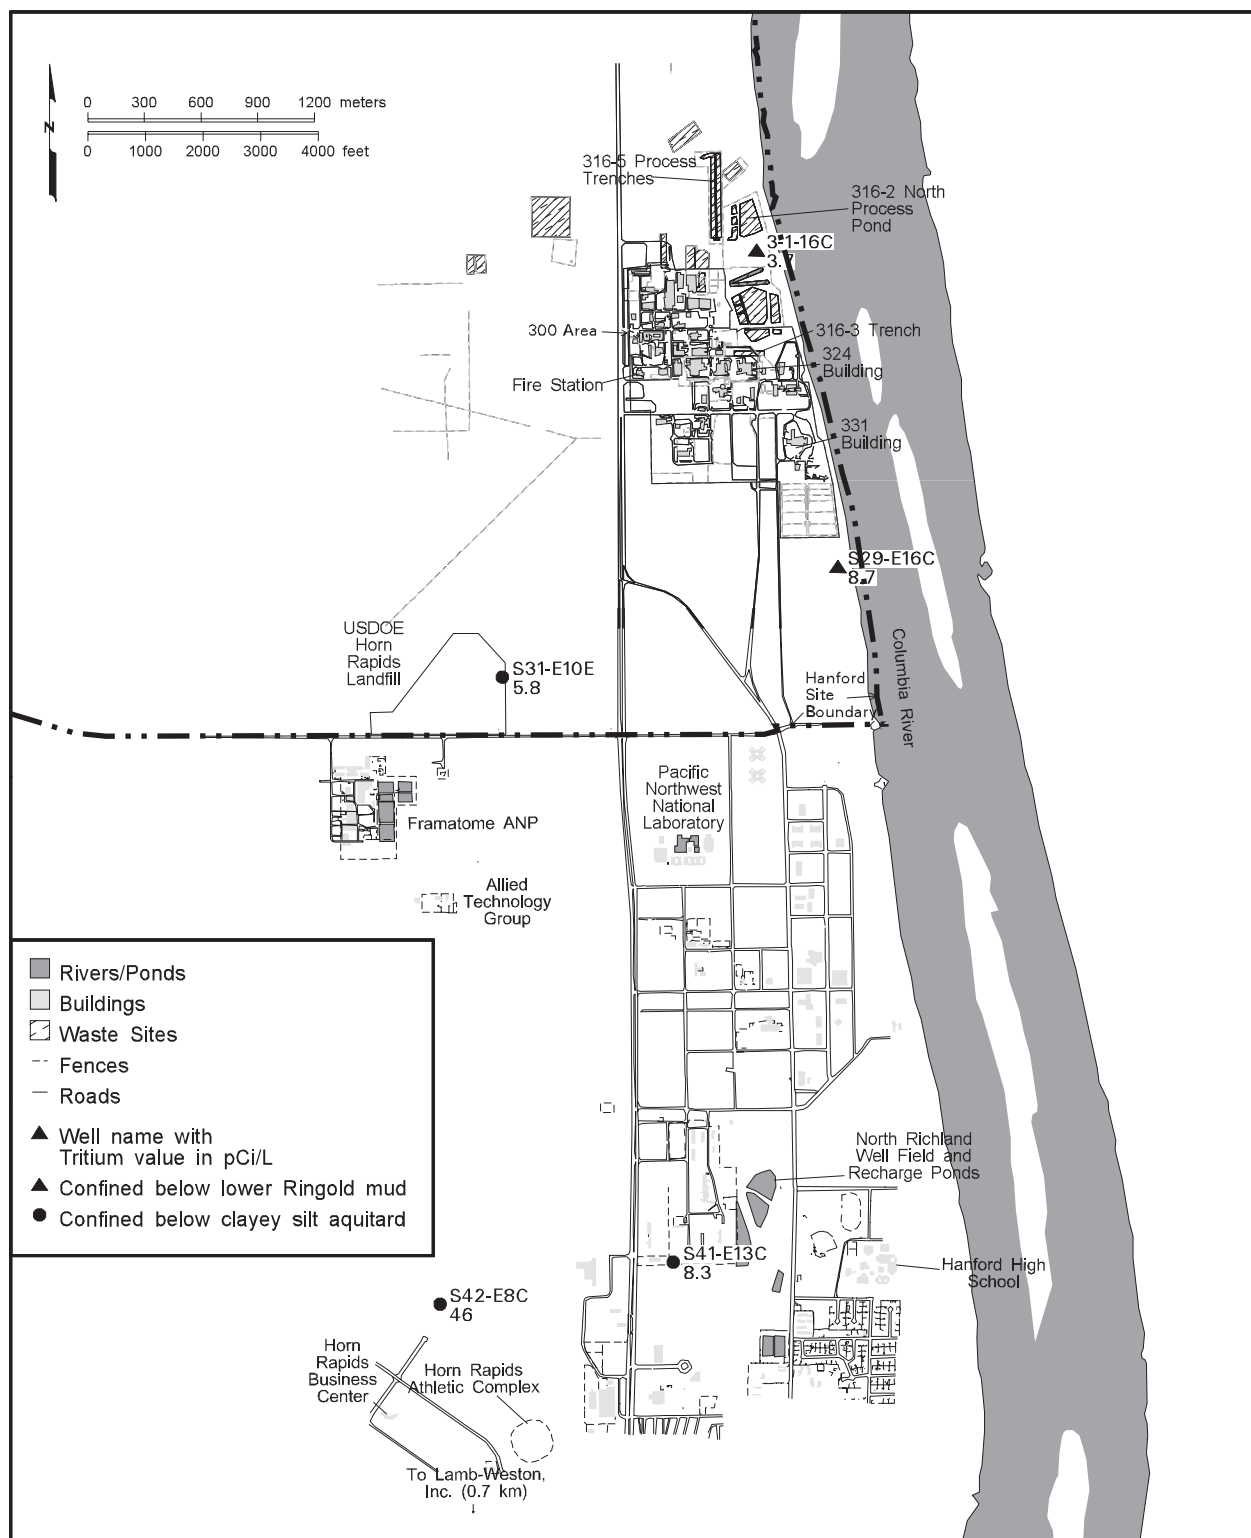 0 300 600 900 1200 meters
N
0 1000 2000 3000 4000 feet
316-5 Process
Trenches
316-2 North
Process
Pond
3-1-16C
3.7
300 Area
316-3 Trench
324
Building
Fire Station
331
Building
S29-E16C
8.7
USDOE
Horn
Rapids
Landfill
S31-E10E
5.8
Hanford
Site
Boundary
Columbia River
Pacific
Northwest
National
Laboratory
Framatome ANP
Allied
Technology
Group
Rivers/Ponds
Buildings
Waste Sites
Fences
Roads
Well name with
Tritium value in pCi/L
Confined below lower Ringold mud
Confined below clayey silt aquitard
North Richland
Well Field and
Recharge Ponds
S41-E13C
8.3
Hanford High
School
S42-E8C
46
Horn
Rapids
Business
Center
Horn Rapids
Athletic Complex
To Lamb-Weston,
Inc. (0.7 km)